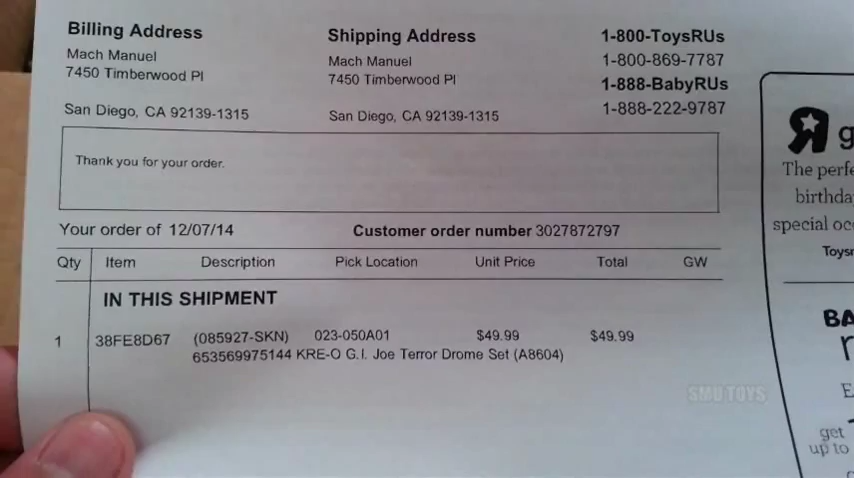 Billing Address
Mach Manuel
7450 Timberwood Pl
San Diego, CA 92139-1315
Shipping Address
Mach Manuel
7450 Timberwood Pl
San Diego, CA 92139-1315
1-800-ToysRUs
1-800-869-7787
1-888-BabyRUs
1-888-222-9787
Thank you for your order.
Your order of 12/07/14 Customer order number 3027872797
Qty Item Description Pick Location Unit Price Total GW
IN THIS SHIPMENT
1 38FE8D67 (085927-SKN) 023-050A01 $49.99 $49.99
653569975144 KRE-O G.I. Joe Terror Drome Set (A8604)
SMU TOYS
R g
The perfe
birthda
special oc
Toysr
BA
r
E
get
up to